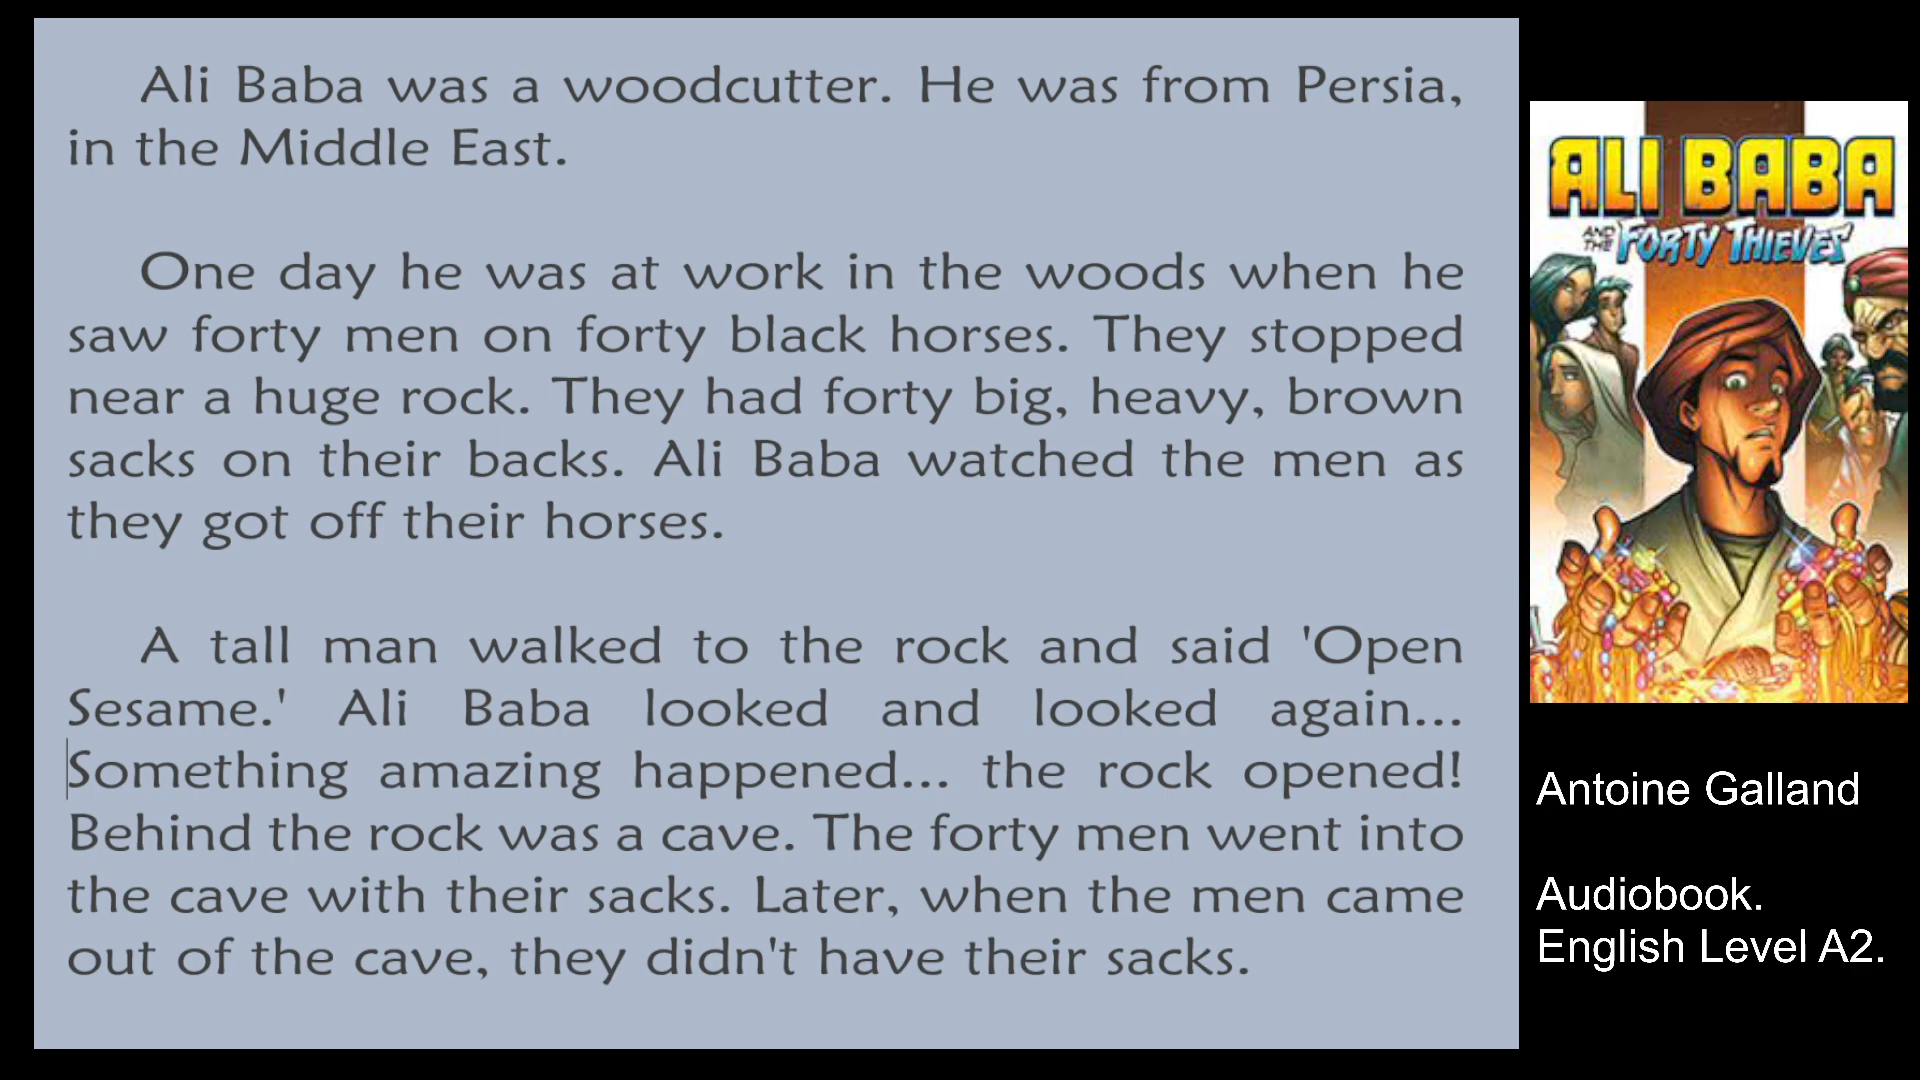 Ali Baba was a woodcutter. He was from Persia,
in the Middle East.
One day he was at work in the woods when he
saw forty men on forty black horses. They stopped
near a huge rock. They had forty big, heavy, brown
sacks on their backs. Ali Baba watched the men as
they got off their horses.
A tall man walked to the rock and said 'Open
Sesame.' Ali Baba looked and looked again...
Something amazing happened... the rock opened!
Behind the rock was a cave. The forty men went into
the cave with their sacks. Later, when the men came
out of the cave, they didn't have their sacks.
ALI BABA
AND THE FORTY THIEVES
Antoine Galland
Audiobook.
English Level A2.